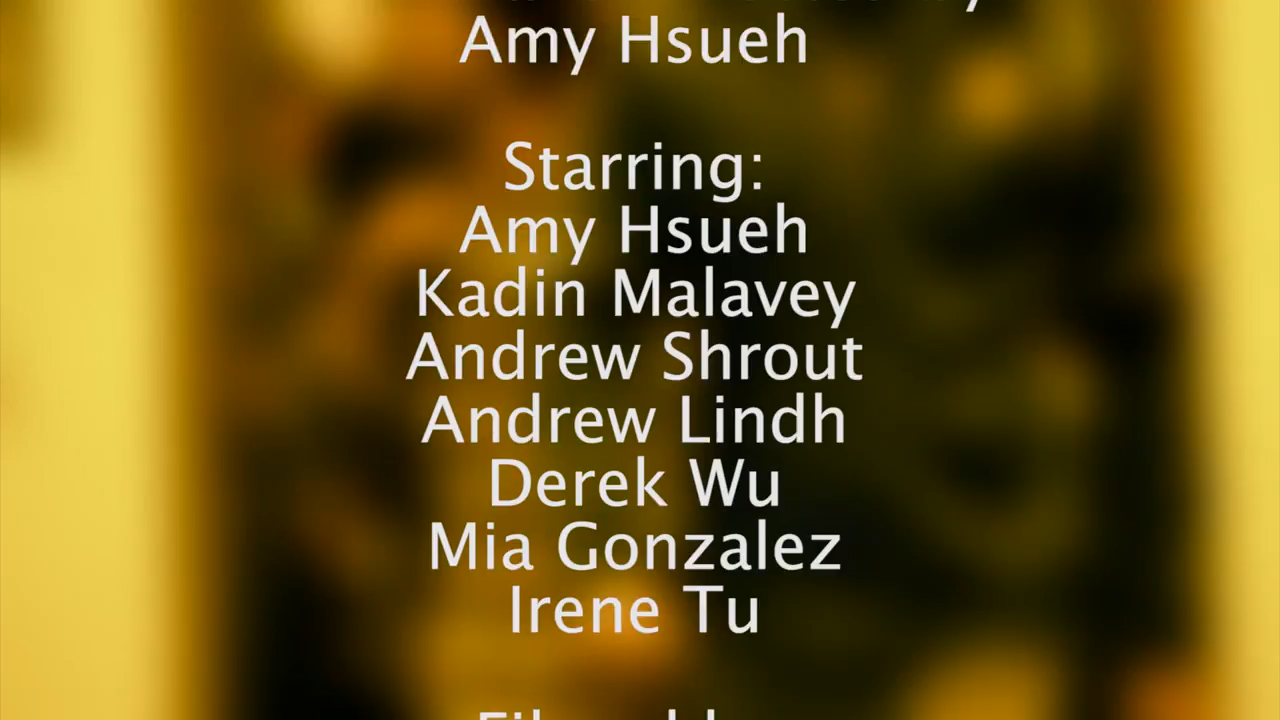 Amy Hsueh
Starring:
Amy Hsueh
Kadin Malavey
Andrew Shrout
Andrew Lindh
Derek Wu
Mia Gonzalez
Irene Tu